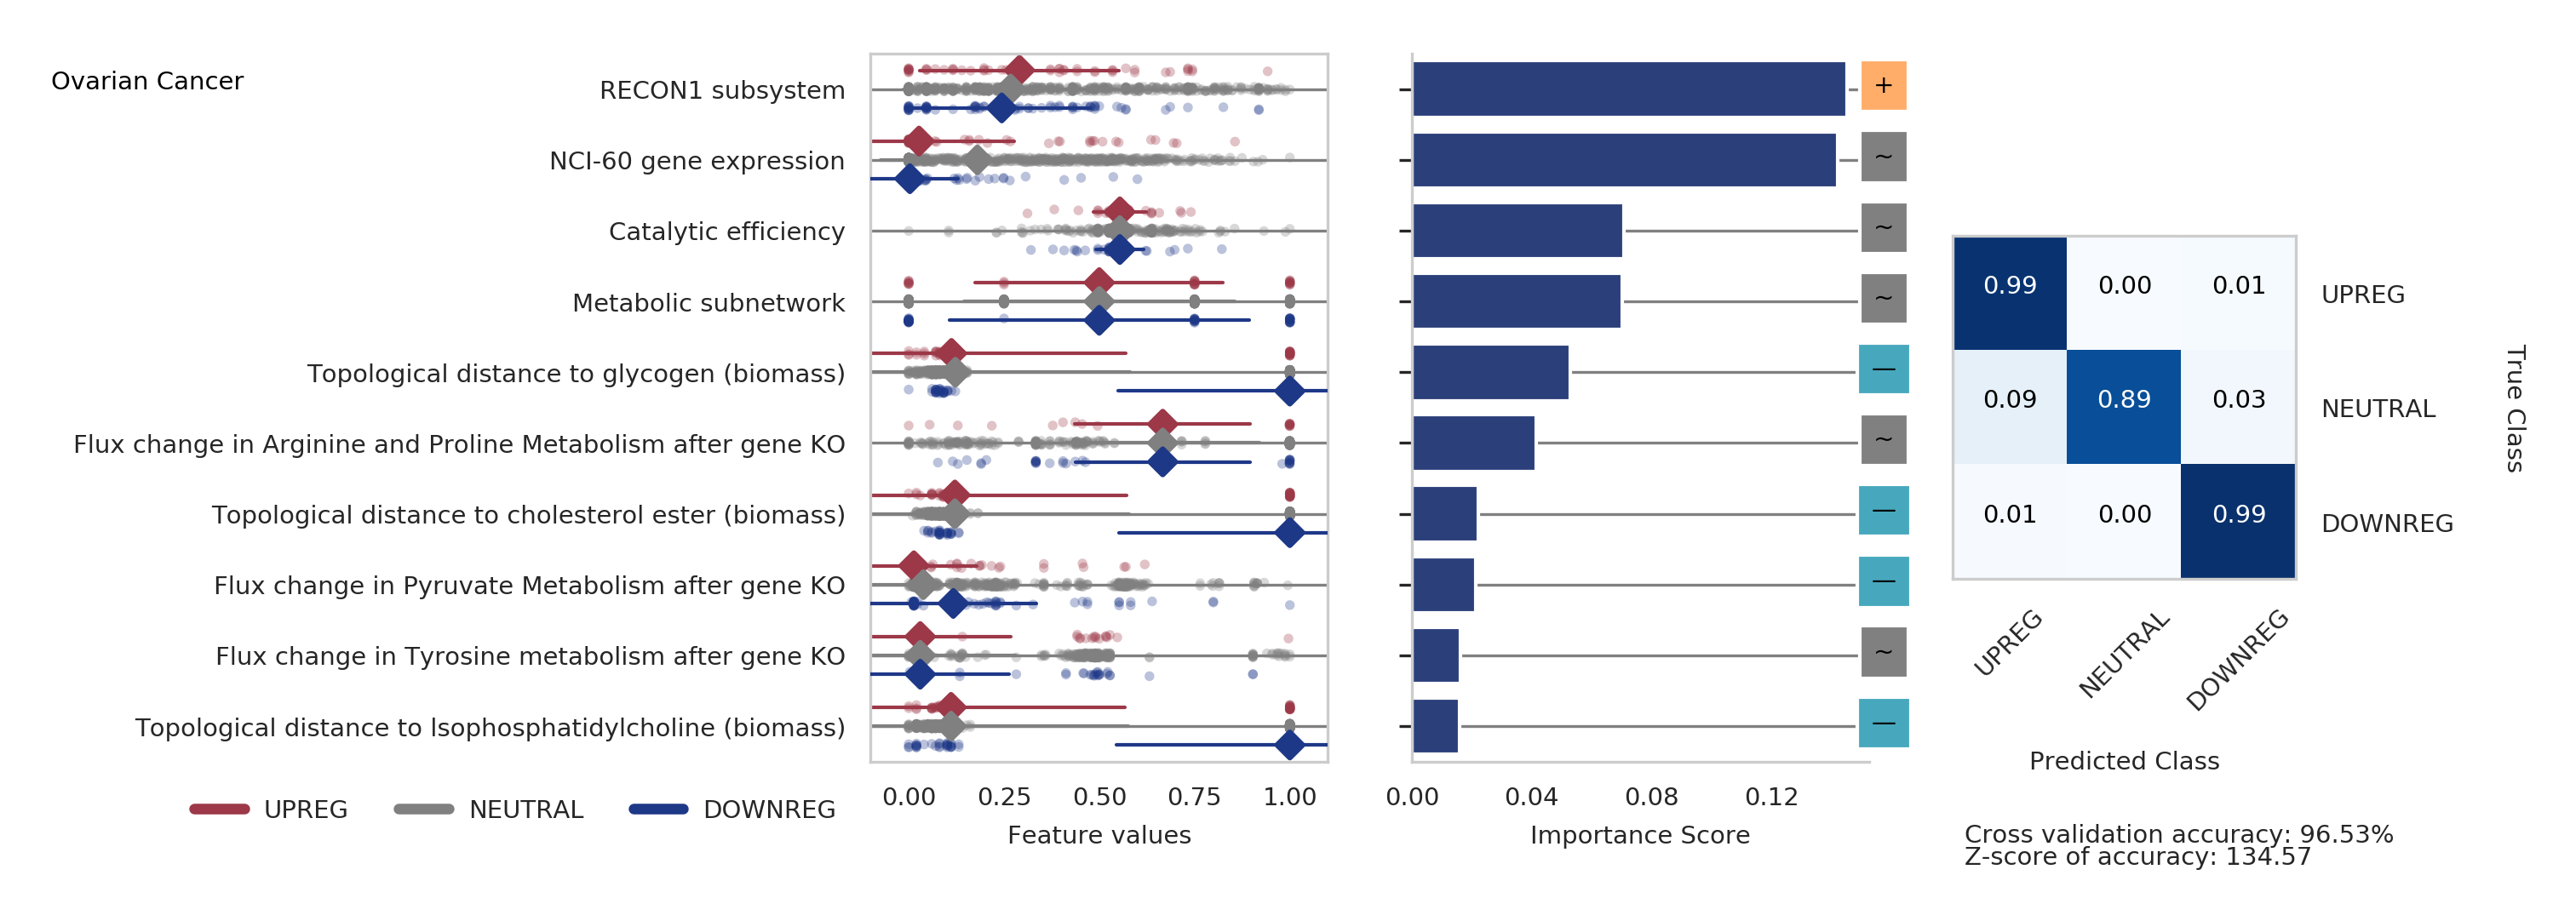 Ovarian Cancer
RECON1 subsystem
NCI-60 gene expression
Catalytic efficiency
Metabolic subnetwork
Topological distance to glycogen (biomass)
Flux change in Arginine and Proline Metabolism after gene KO
Topological distance to cholesterol ester (biomass)
Flux change in Pyruvate Metabolism after gene KO
Flux change in Tyrosine metabolism after gene KO
Topological distance to lsophosphatidylcholine (biomass)
UPREG NEUTRAL DOWNREG
0.00 0.25 0.50 0.75 1.00
Feature values
+
~
~
~
—
~
—
—
~
—
0.00 0.04 0.08 0.12
Importance Score
0.99 0.00 0.01 UPREG
0.09 0.89 0.03 NEUTRAL
0.01 0.00 0.99 DOWNREG
True Class
UPREG NEUTRAL DOWNREG
Predicted Class
Cross validation accuracy: 96.53%
Z-score of accuracy: 134.57